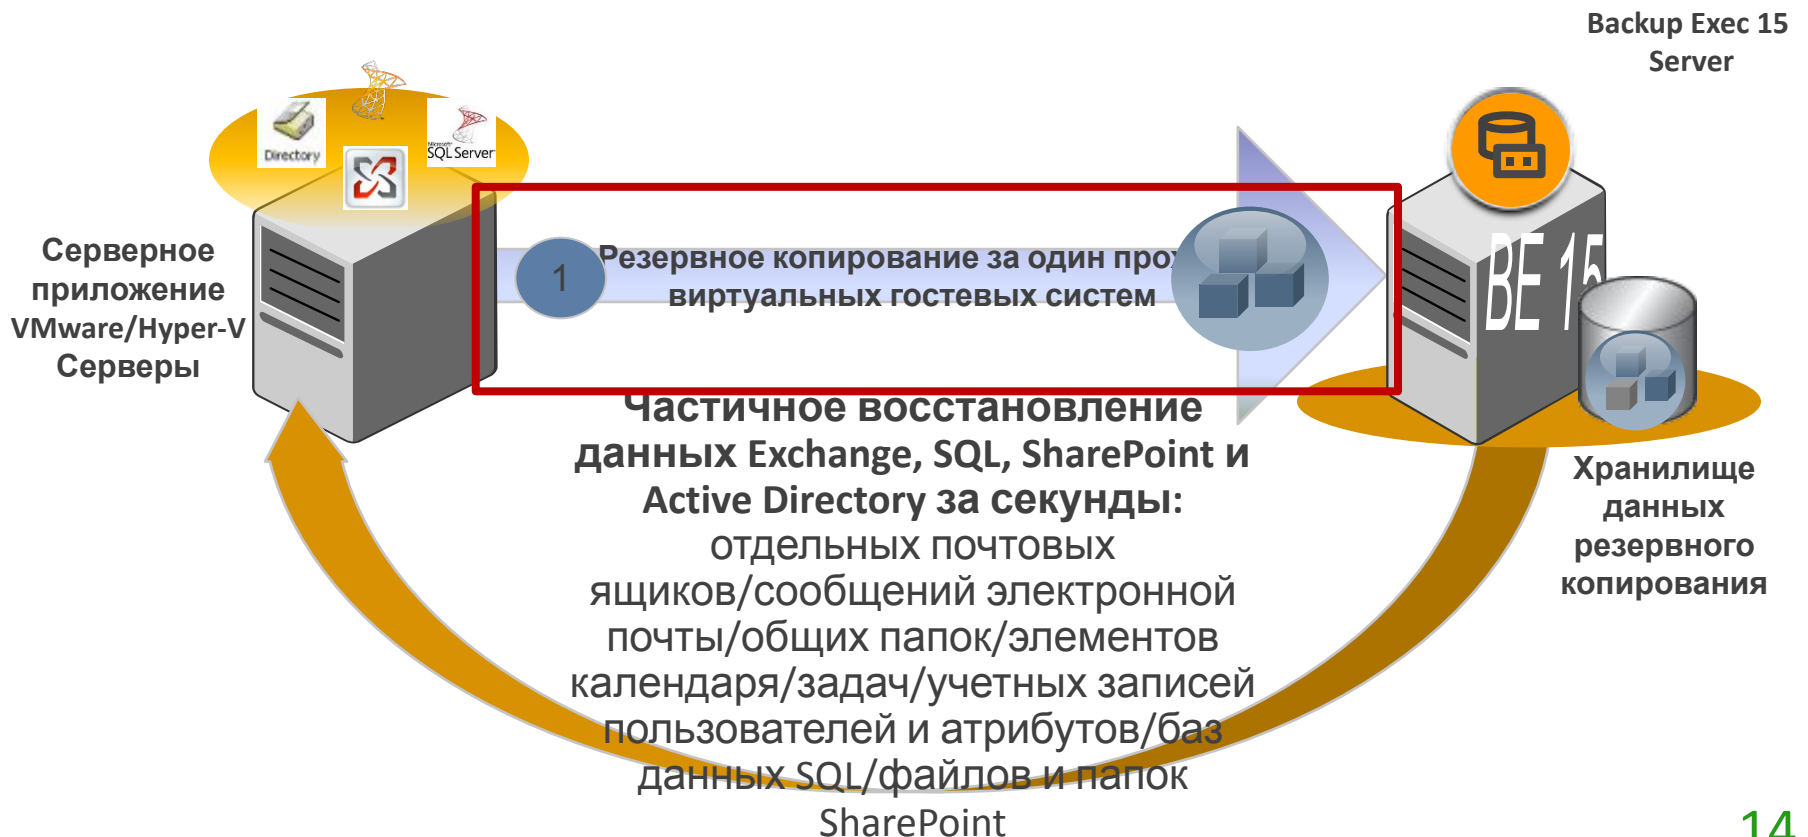 Backup Exec 15
Server
Directory
Microsoft
SQL Server
Серверное
приложение
VMware/Hyper-V
Серверы
1
Резервное копирование за один
виртуальных гостевых систем
BE 15
Частичное восстановление
данных Exchange, SQL, SharePoint и
Active Directory за секунды:
отдельных почтовых
ящиков/сообщений электронной
почты/общих папок/элементов
календаря/задач/учетных записей
пользователей и атрибутов/баз
данных SQL/файлов и папок
SharePoint
Хранилище
данных
резервного
копирования
14